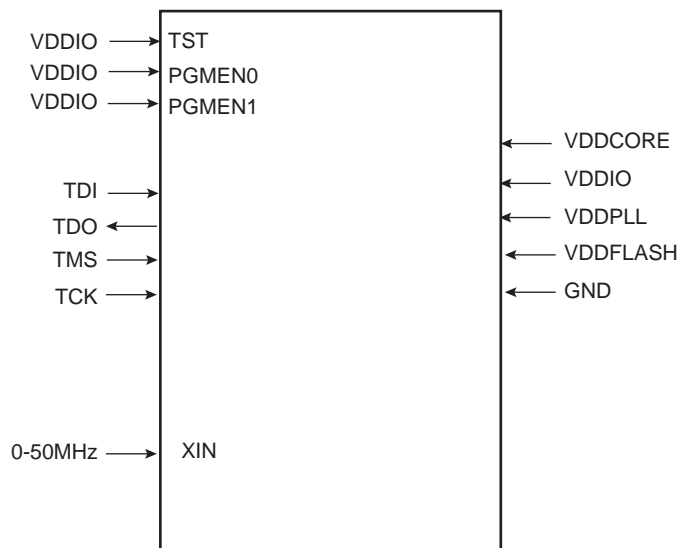 VDDIO TST
VDDIO PGMEN0
VDDIO PGMEN1
VDDCORE
VDDIO
TDI
VDDPLL
TDO
VDDFLASH
TMS
GND
TCK
0-50MHz XIN